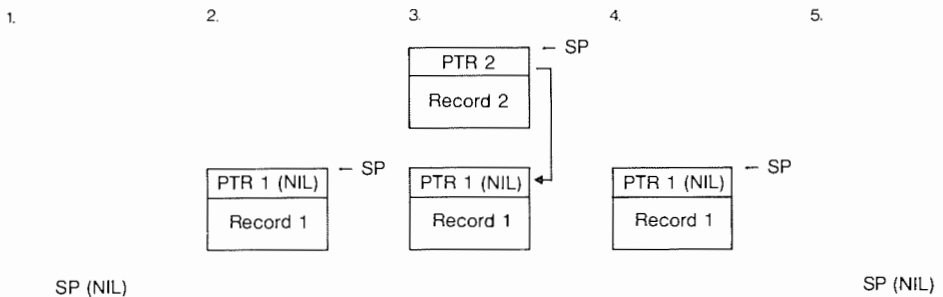 1.
2.
3.
4.
5.
← SP
PTR 2
Record 2
← SP
← SP
PTR 1 (NIL)
PTR 1 (NIL)
PTR 1 (NIL)
Record 1
Record 1
Record 1
SP (NIL)
SP (NIL)